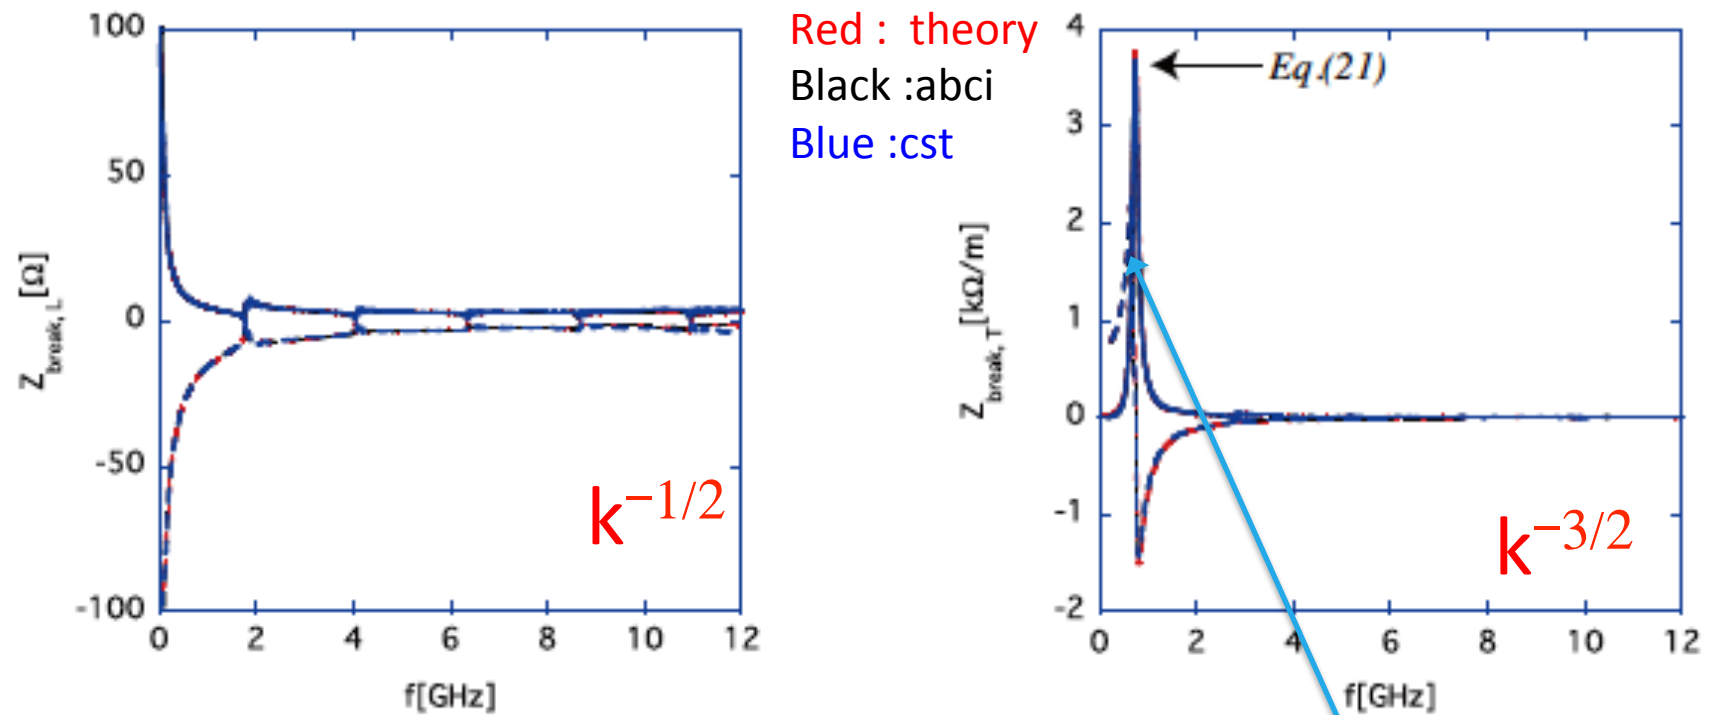 Red : theory
Black :abci
Blue :cst
100
50
0
-50
-100
0 2 4 6 8 10 12
Z break, L [Ω]
f[GHz]
k−1/2
4
3
2
1
0
-1
-2
0 2 4 6 8 10 12
Z break, T [kΩ/m]
f[GHz]
Eq.(21)
k−3/2